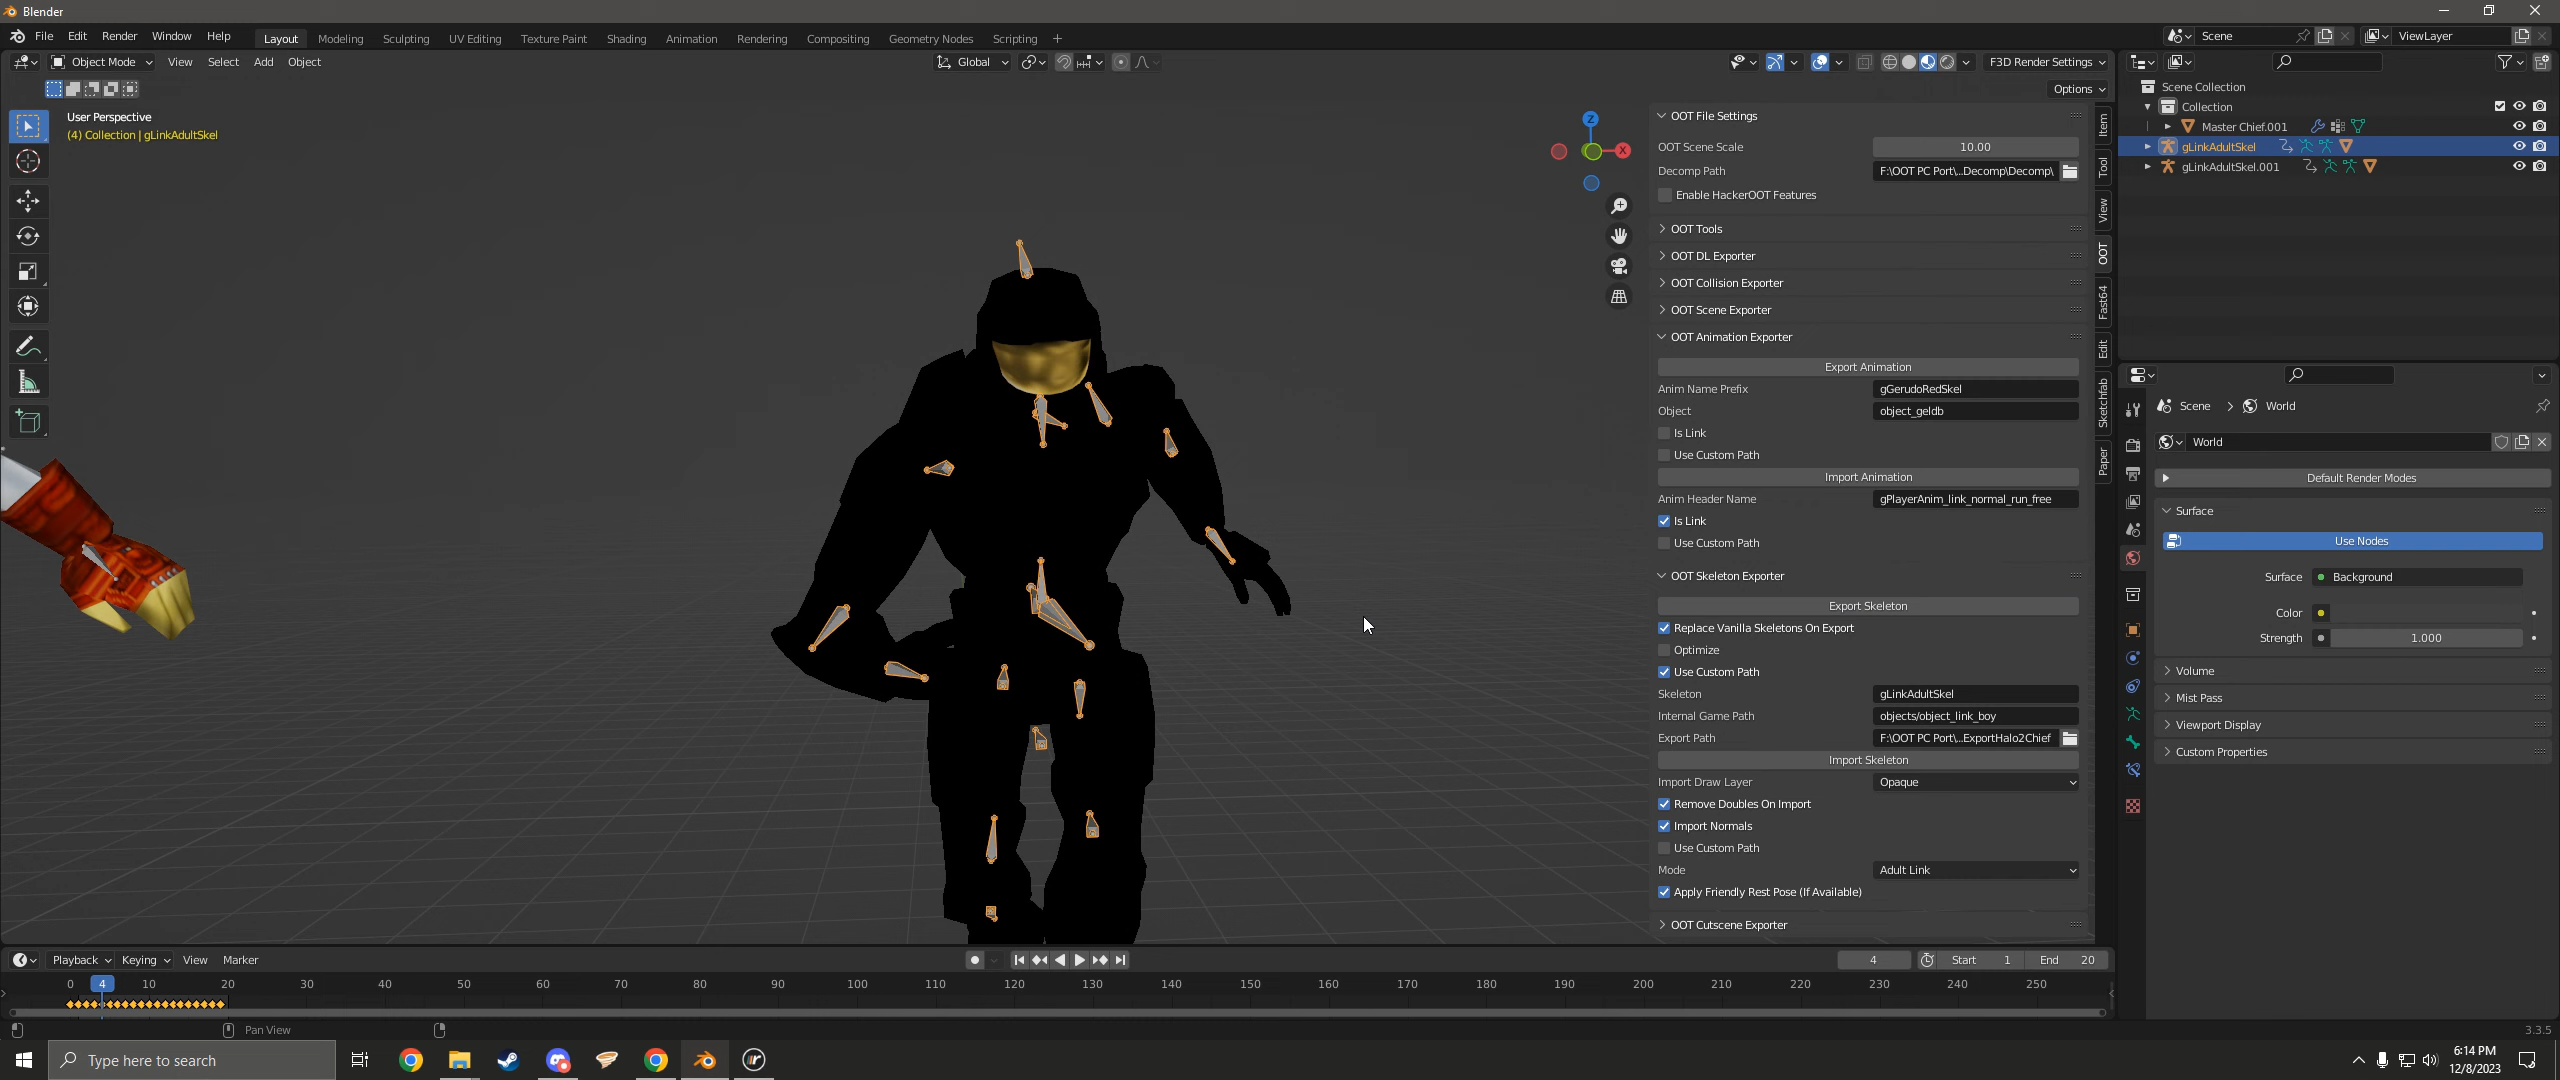 Blender
File Edit Render Window Help
Layout Modeling Sculpting UV Editing Texture Paint Shading Animation Rendering Compositing Geometry Nodes Scripting +
Scene
ViewLayer
Object Mode View Select Add Object
Global
F3D Render Settings
Options
User Perspective
(4) Collection | gLinkAdultSkel
Z
X
OOT File Settings
OOT Scene Scale 10.00
Decomp Path F:\OOT PC Port\...Decomp\Decomp\
Enable HackerOOT Features
OOT Tools
OOT DL Exporter
OOT Collision Exporter
OOT Scene Exporter
OOT Animation Exporter
Export Animation
Anim Name Prefix gGerudoRedSkel
Object object_geldb
Is Link
Use Custom Path
Import Animation
Anim Header Name gPlayerAnim_link_normal_run_free
Is Link
Use Custom Path
OOT Skeleton Exporter
Export Skeleton
Replace Vanilla Skeletons On Export
Optimize
Use Custom Path
Skeleton gLinkAdultSkel
Internal Game Path objects/object_link_boy
Export Path F:\OOT PC Port\...ExportHalo2Chief
Import Skeleton
Import Draw Layer Opaque
Remove Doubles On Import
Import Normals
Use Custom Path
Mode Adult Link
Apply Friendly Rest Pose (If Available)
OOT Cutscene Exporter
Item
Tool
View
OOT
Fast64
Edit
Sketchfab
Paper
Scene Collection
Collection
Master Chief.001
gLinkAdultSkel
gLinkAdultSkel.001
Scene > World
World
Default Render Modes
Surface
Use Nodes
Surface Background
Color
Strength 1.000
Volume
Mist Pass
Viewport Display
Custom Properties
Playback Keying View Marker
4 Start 1 End 20
0 4 10 20 30 40 50 60 70 80 90 100 110 120 130 140 150 160 170 180 190 200 210 220 230 240 250
Pan View
3.3.5
Type here to search
6:14 PM
12/8/2023